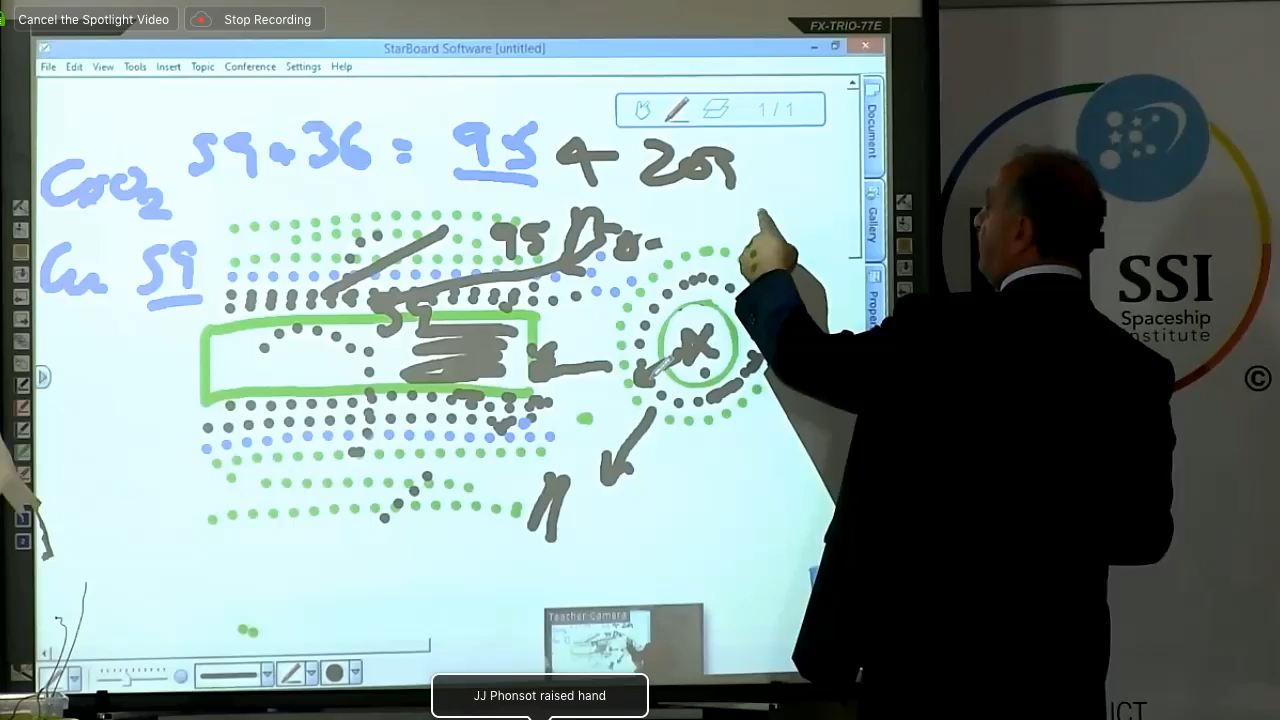 Cancel the Spotlight Video
Stop Recording
FX-TRIO-77E
StarBoard Software [untitled]
File Edit View Tools Insert Topic Conference Settings Help
1 / 1
Document
Gallery
59 + 36 = 95 + 209
Cu 59
95
59
SSI
Spaceship
Institute
©
Teacher Camera
JJ Phonsot raised hand
ICT